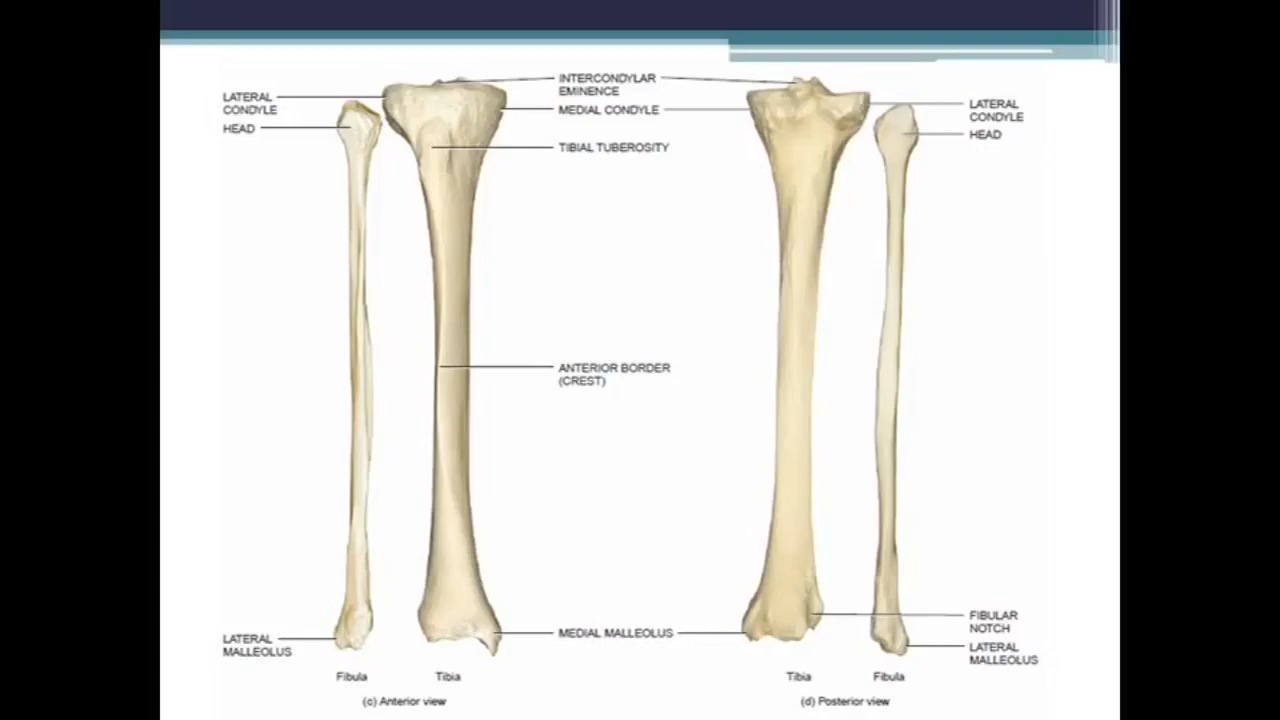 INTERCONDYLAR
EMINENCE
LATERAL
CONDYLE
MEDIAL CONDYLE
LATERAL
CONDYLE
HEAD
HEAD
TIBIAL TUBEROSITY
ANTERIOR BORDER
(CREST)
FIBULAR
NOTCH
LATERAL
MALLEOLUS
MEDIAL MALLEOLUS
LATERAL
MALLEOLUS
Fibula
Tibia
Tibia
Fibula
(c) Anterior view
(d) Posterior view